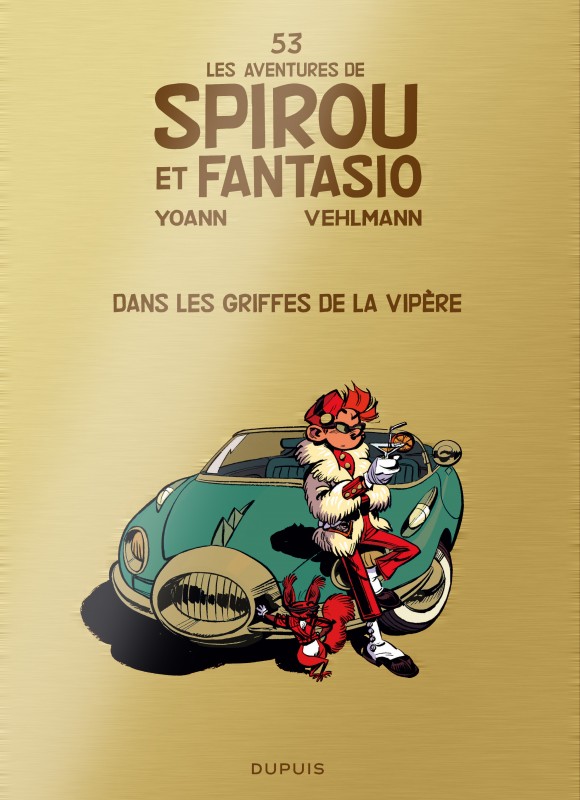 53
LES AVENTURES DE
SPIROU
ET FANTASIO
YOANN VEHLMANN
DANS LES GRIFFES DE LA VIPÈRE
DUPUIS